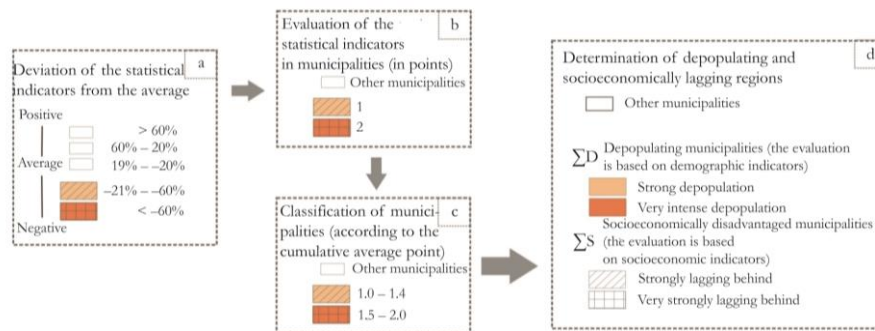 a
Deviation of the statistical
indicators from the average
Positive
> 60%
60% – 20%
Average
19% – –20%
–21% – –60%
< –60%
Negative
b
Evaluation of the
statistical indicators
in municipalities (in points)
Other municipalities
1
2
c
Classification of munici-
palities (according to the
cumulative average point)
Other municipalities
1.0 – 1.4
1.5 – 2.0
d
Determination of depopulating and
socioeconomically lagging regions
Other municipalities
∑D Depopulating municipalities (the evaluation
is based on demographic indicators)
Strong depopulation
Very intense depopulation
Socioeconomically disadvantaged municipalities
∑S (the evaluation is based
on socioeconomic indicators)
Strongly lagging behind
Very strongly lagging behind